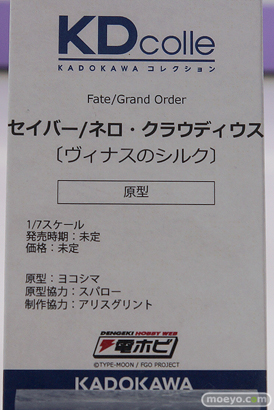 KDcolle
KADOKAWA コレクション
Fate/Grand Order
セイバー/ネロ・クラウディウス
〔ヴィナスのシルク〕
原型
1/7スケール
発売時期：未定
価格：未定
原型：ヨコシマ
原型協力：スパロー
制作協力：アリスグリント
DENGEKI HOBBY WEB
電ホビ
©TYPE-MOON / FGO PROJECT
KADOKAWA
moeyo.com